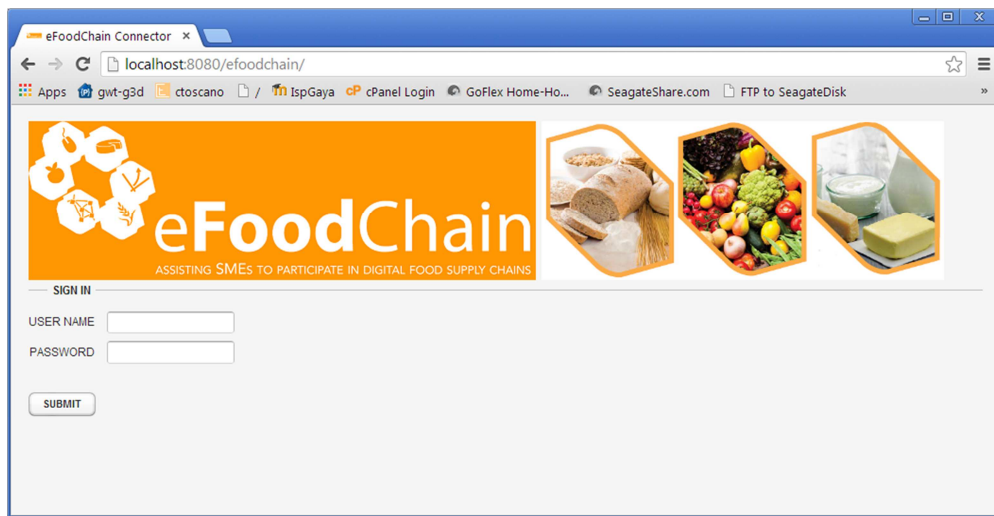 eFoodChain Connector
localhost:8080/efoodchain/
Apps gwt-g3d ctoscano / IspGaya cPanel Login GoFlex Home-Ho... SeagateShare.com FTP to SeagateDisk »
eFoodChain
ASSISTING SMES TO PARTICIPATE IN DIGITAL FOOD SUPPLY CHAINS
SIGN IN
USER NAME
PASSWORD
SUBMIT